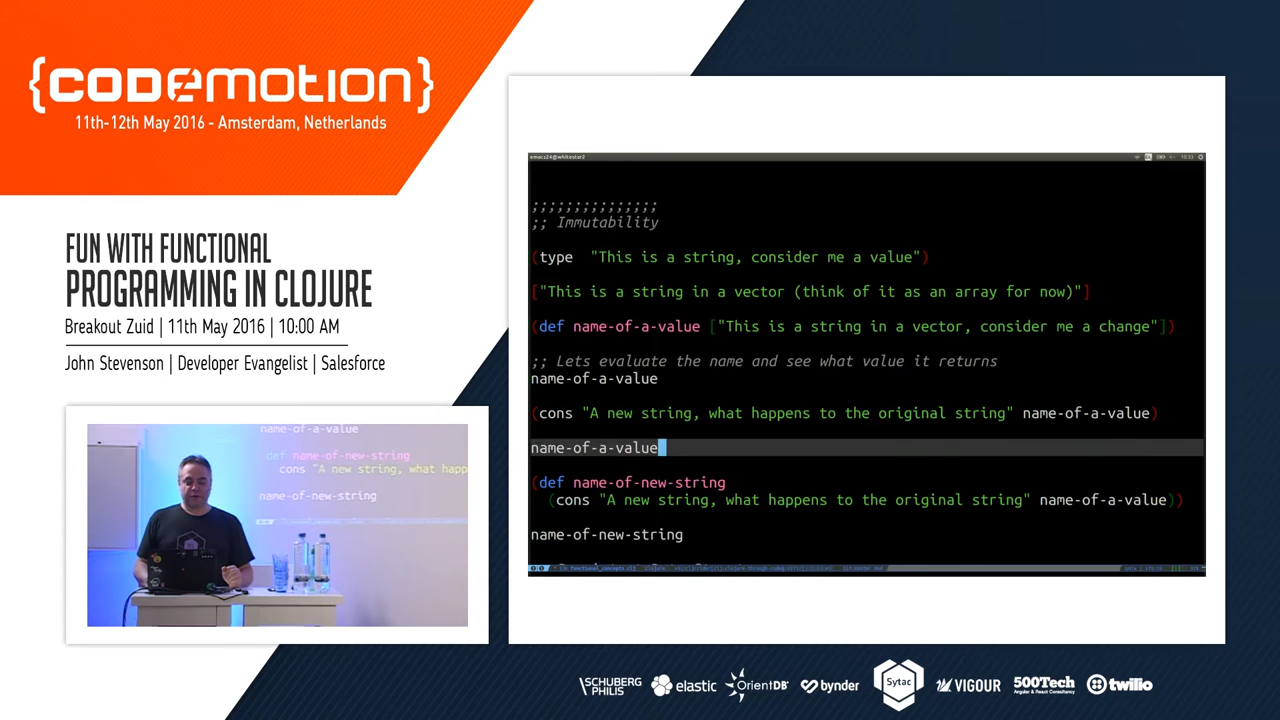 {CODEMOTION}
11th-12th May 2016 - Amsterdam, Netherlands
FUN WITH FUNCTIONAL
PROGRAMMING IN CLOJURE
Breakout Zuid | 11th May 2016 | 10:00 AM
John Stevenson | Developer Evangelist | Salesforce
name-of-a-value
def name-of-new-string
cons "A new string, what happ
name-of-new-string
emacs24@whitestar2
;;;;;;;;;;;;;;;
;; Immutability
(type "This is a string, consider me a value")
["This is a string in a vector (think of it as an array for now)"]
(def name-of-a-value ["This is a string in a vector, consider me a change"])
;; Lets evaluate the name and see what value it returns
name-of-a-value
(cons "A new string, what happens to the original string" name-of-a-value)
name-of-a-value
(def name-of-new-string
(cons "A new string, what happens to the original string" name-of-a-value))
name-of-new-string
SCHUBERG
PHILIS
elastic
OrientDB
bynder
Sytac
VIGOUR
500Tech
Angular & React Consultancy
twilio